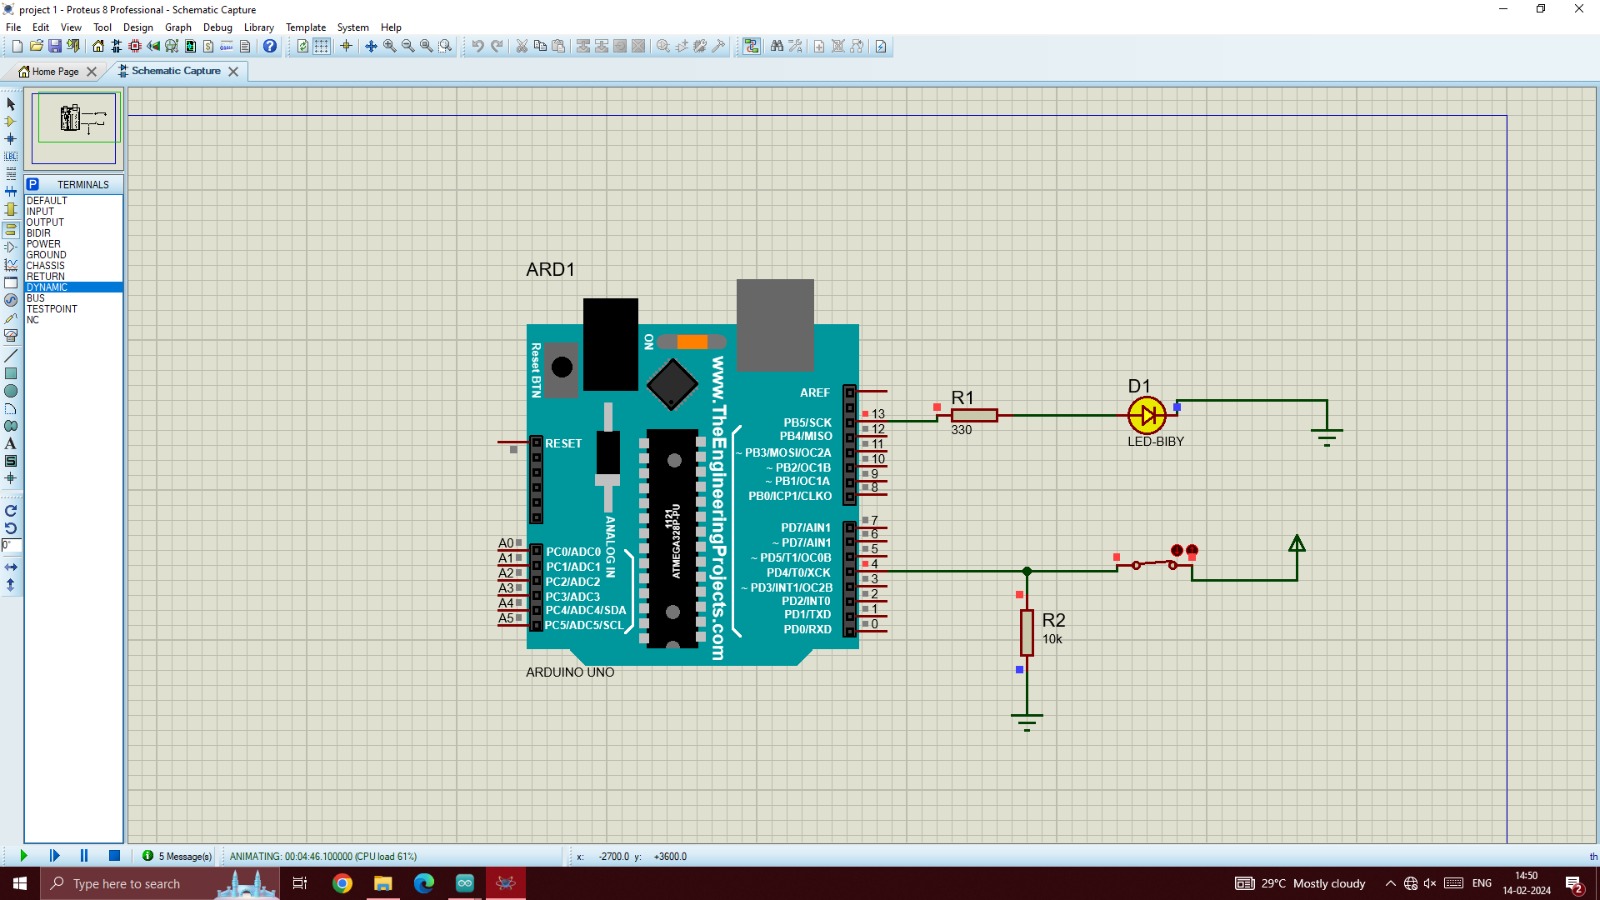 project 1 - Proteus 8 Professional - Schematic Capture
File Edit View Tool Design Graph Debug Library Template System Help
Home Page
Schematic Capture
P TERMINALS
DEFAULT
INPUT
OUTPUT
BIDIR
POWER
GROUND
CHASSIS
RETURN
DYNAMIC
BUS
TESTPOINT
NC
LBL
A
S
0°
ARD1
Reset BTN
ON
www.TheEngineeringProjects.com
RESET
ANALOG IN
1121
ATMEGA328P-PU
A0 PC0/ADC0
A1 PC1/ADC1
A2 PC2/ADC2
A3 PC3/ADC3
A4 PC4/ADC4/SDA
A5 PC5/ADC5/SCL
AREF
PB5/SCK 13
PB4/MISO 12
~ PB3/MOSI/OC2A 11
~ PB2/OC1B 10
~ PB1/OC1A 9
PB0/ICP1/CLKO 8
PD7/AIN1 7
~ PD7/AIN1 6
~ PD5/T1/OC0B 5
PD4/T0/XCK 4
~ PD3/INT1/OC2B 3
PD2/INT0 2
PD1/TXD 1
PD0/RXD 0
ARDUINO UNO
R1
330
D1
LED-BIBY
R2
10k
5 Message(s) ANIMATING: 00:04:46.100000 (CPU load 61%) x: -2700.0 y: +3600.0 th
Type here to search
29°C Mostly cloudy
ENG
14:50
14-02-2024
2